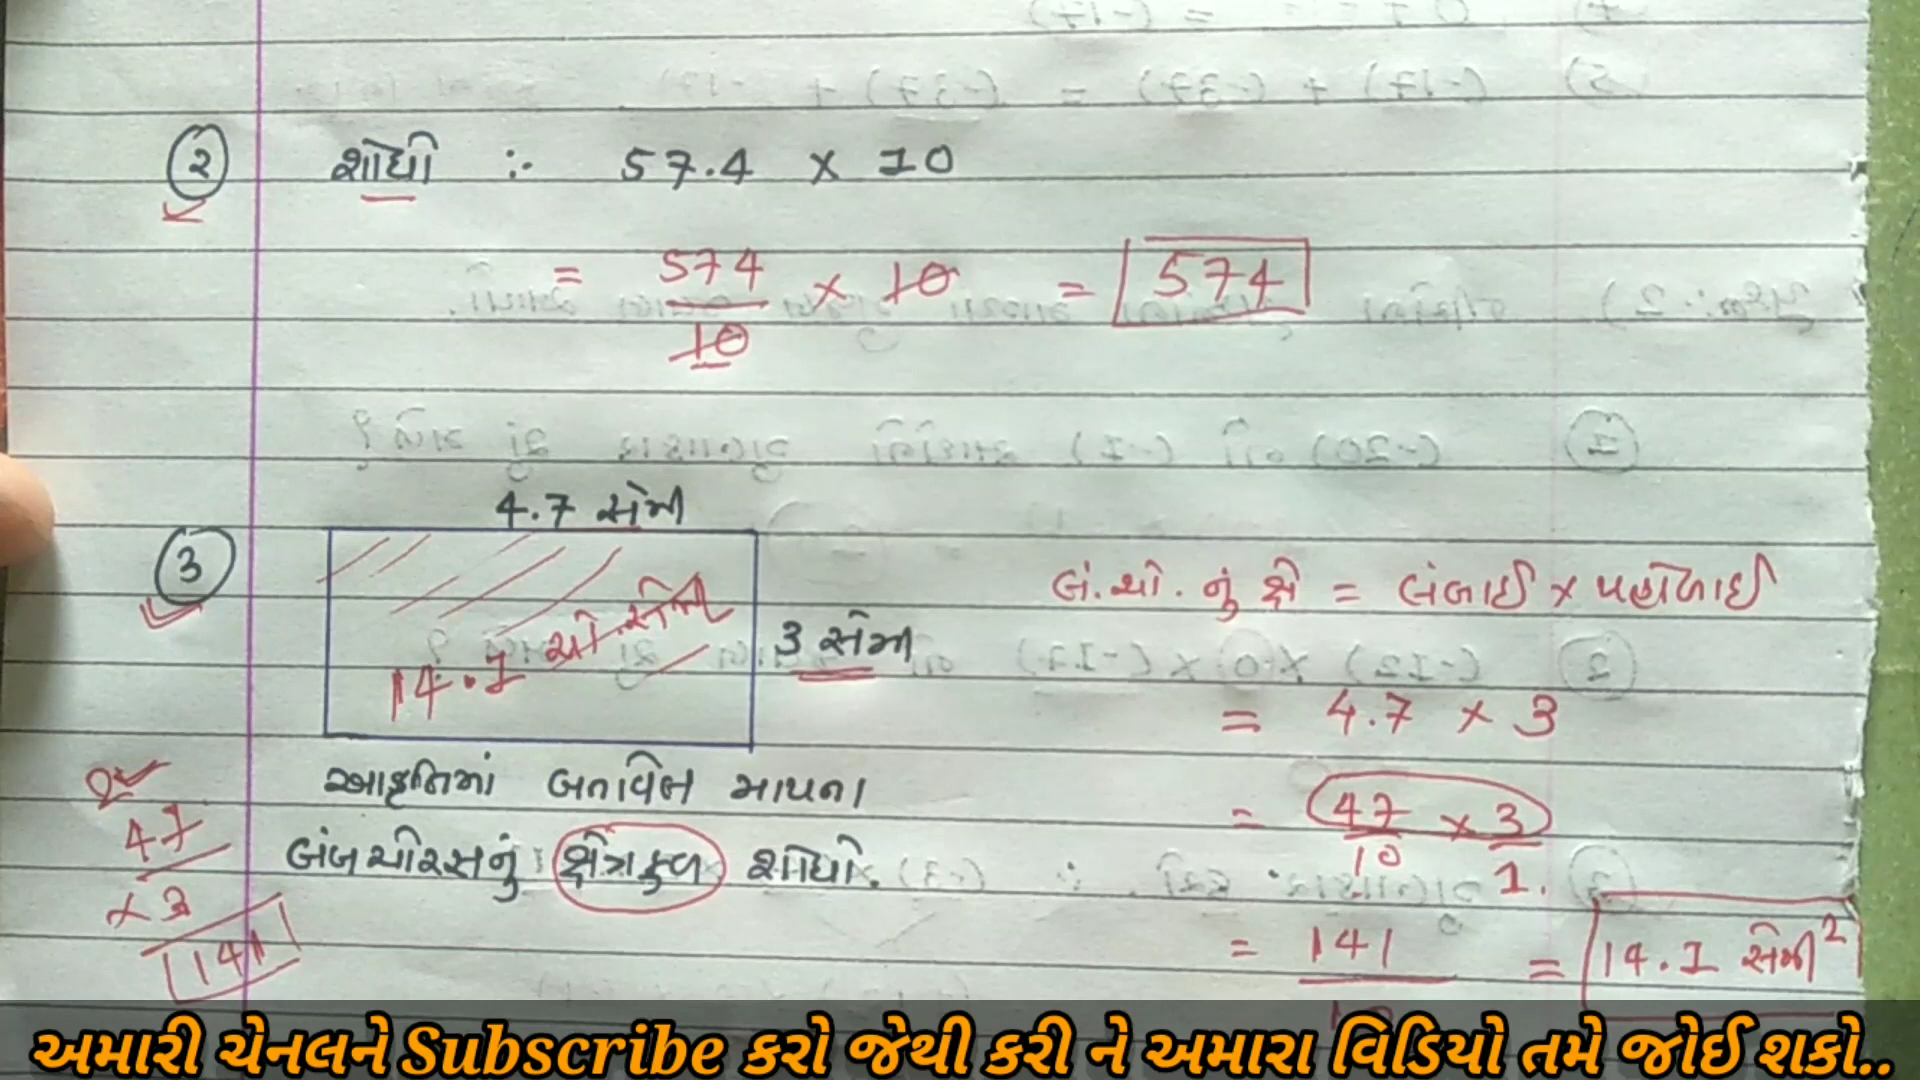 ૨ શોધો :- 57.4 × 10
= 574/10 × 10 = 574
4.7 સેમી
3
14.1 ચો.સેમી
3 સેમી
આકૃતિમાં બતાવેલ માપના
લંબચોરસનું ક્ષેત્રફળ શોધો.
લં.ચો. નું ક્ષે = લંબાઈ × પહોળાઈ
= 4.7 × 3
= 47/10 × 3/1
= 141/10 = 14.1 સેમી²
2
47
× 3
141
અમારી ચેનલને Subscribe કરો જેથી કરી ને અમારા વિડિયો તમે જોઈ શકો..